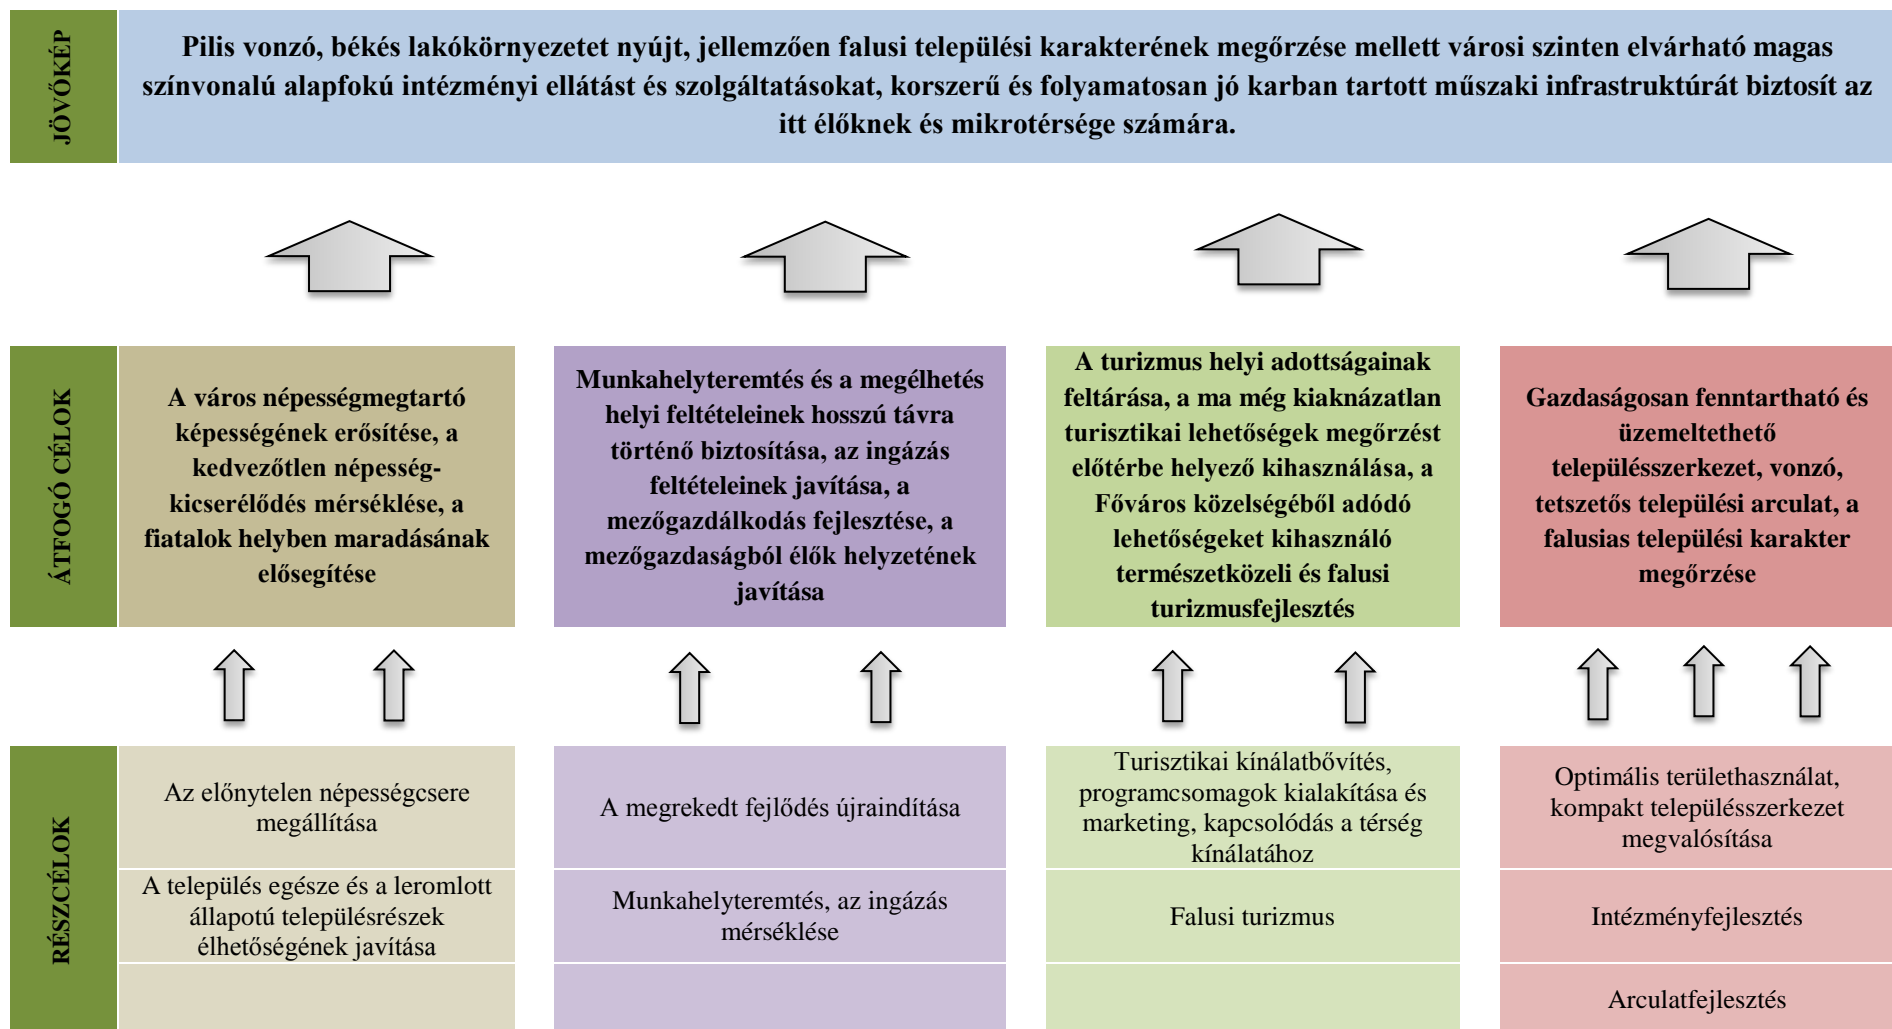 JÖVŐKÉP
Pilis vonzó, békés lakókörnyezetet nyújt, jellemzően falusi települési karakterének megőrzése mellett városi szinten elvárható magas
színvonalú alapfokú intézményi ellátást és szolgáltatásokat, korszerű és folyamatosan jó karban tartott műszaki infrastruktúrát biztosít az
itt élőknek és mikrotérsége számára.
ÁTFOGÓ CÉLOK
A város népességmegtartó
képességének erősítése, a
kedvezőtlen népesség-
kicserélődés mérséklése, a
fiatalok helyben maradásának
elősegítése
Munkahelyteremtés és a megélhetés
helyi feltételeinek hosszú távra
történő biztosítása, az ingázás
feltételeinek javítása, a
mezőgazdálkodás fejlesztése, a
mezőgazdaságból élők helyzetének
javítása
A turizmus helyi adottságainak
feltárása, a ma még kiaknázatlan
turisztikai lehetőségek megőrzést
előtérbe helyező kihasználása, a
Főváros közelségéből adódó
lehetőségeket kihasználó
természetközeli és falusi
turizmusfejlesztés
Gazdaságosan fenntartható és
üzemeltethető
településszerkezet, vonzó,
tetszetős települési arculat, a
falusias települési karakter
megőrzése
RÉSZCÉLOK
Az előnytelen népességcsere
megállítása
A megrekedt fejlődés újraindítása
Turisztikai kínálatbővítés,
programcsomagok kialakítása és
marketing, kapcsolódás a térség
kínálatához
Optimális területhasználat,
kompakt településszerkezet
megvalósítása
A település egésze és a leromlott
állapotú településrészek
élhetőségének javítása
Munkahelyteremtés, az ingázás
mérséklése
Falusi turizmus
Intézményfejlesztés
Arculatfejlesztés